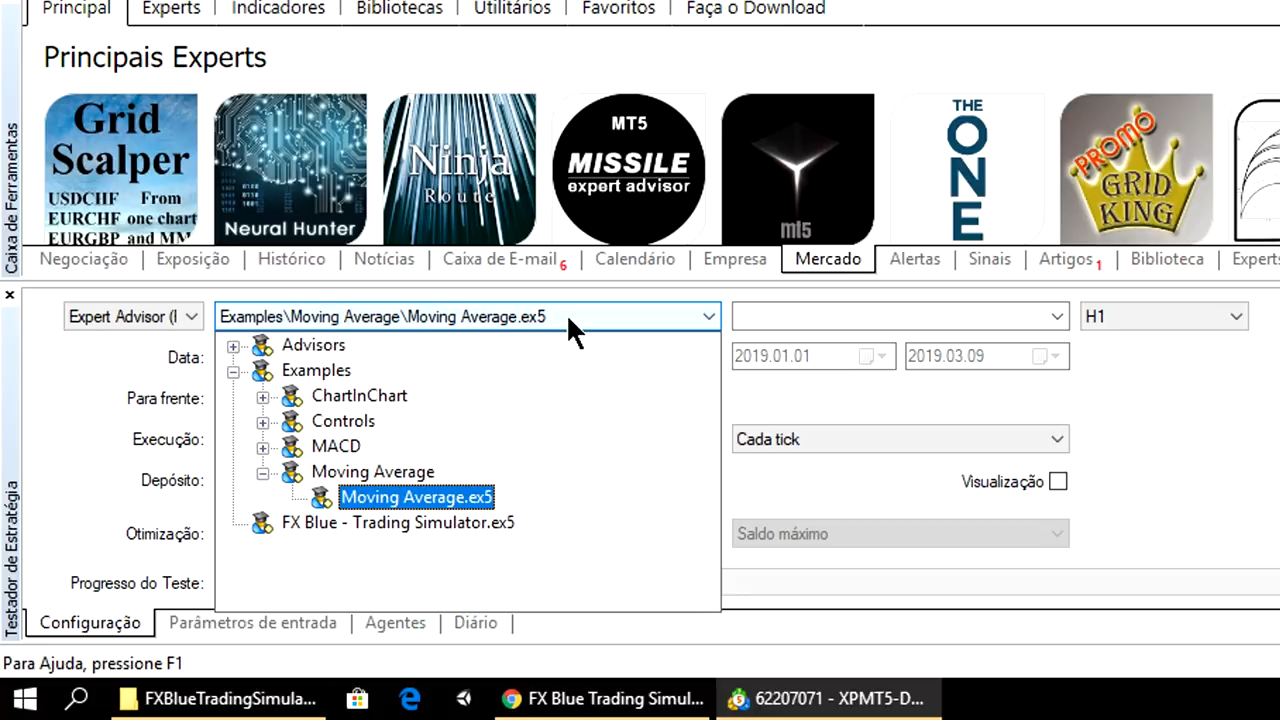 Principal Experts Indicadores Bibliotecas Utilitários Favoritos Faça o Download
Principais Experts
Grid
Scalper
USDCHF From
EURCHF one chart
EURGBP and MM
Neural Hunter
Ninja
Route
MT5
MISSILE
expert advisor
ml5
THE
ONE
PROMO
GRID
KING
Caixa de Ferramentas
Negociação Exposição Histórico Notícias Caixa de E-mail 6 Calendário Empresa Mercado Alertas Sinais Artigos 1 Biblioteca Experts
Expert Advisor (I Examples\Moving Average\Moving Average.ex5 H1
Advisors
Examples
ChartInChart
Controls
MACD
Moving Average
Moving Average.ex5
FX Blue - Trading Simulator.ex5
Data: 2019.01.01 2019.03.09
Para frente:
Execução: Cada tick
Depósito: Visualização
Otimização: Saldo máximo
Progresso do Teste:
Testador de Estratégia
Configuração Parâmetros de entrada Agentes Diário
Para Ajuda, pressione F1
FXBlueTradingSimula... FX Blue Trading Simul... 62207071 - XPMT5-D...